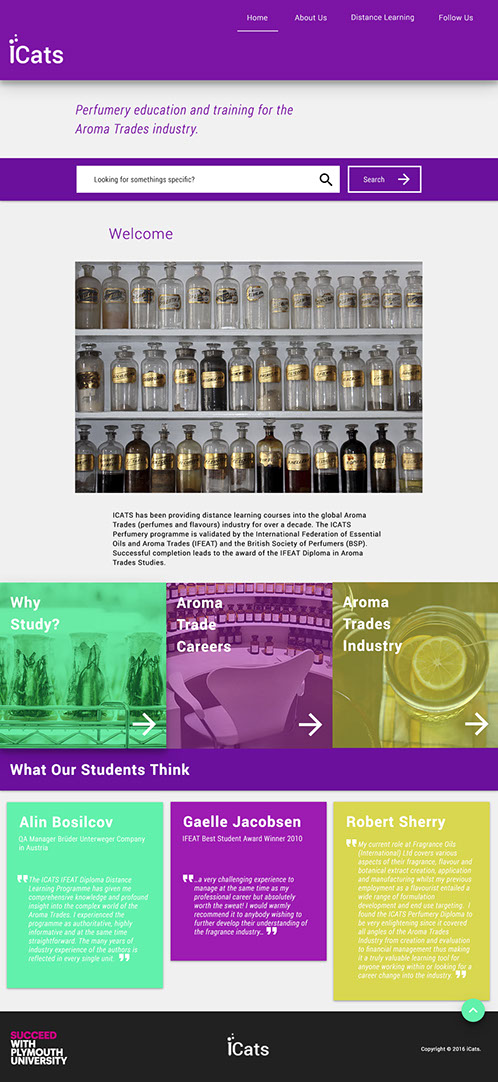 Home About Us Distance Learning Follow Us
iCats
Perfumery education and training for the
Aroma Trades industry.
Looking for somethings specific?
Search
Welcome
ICATS has been providing distance learning courses into the global Aroma
Trades (perfumes and flavours) industry for over a decade. The ICATS
Perfumery programme is validated by the International Federation of Essential
Oils and Aroma Trades (IFEAT) and the British Society of Perfumers (BSP).
Successful completion leads to the award of the IFEAT Diploma in Aroma
Trades Studies.
Why
Study?
Aroma
Trade
Careers
Aroma
Trades
Industry
What Our Students Think
Alin Bosilcov
QA Manager Brüder Unterweger Company
in Austria
"The ICATS IFEAT Diploma Distance
Learning Programme has given me
comprehensive knowledge and profound
insight into the complex world of the
Aroma Trades. I experienced the
programme as authoritative, highly
informative and at the same time
straightforward. The many years of
industry experience of the authors is
reflected in every single unit. "
Gaelle Jacobsen
IFEAT Best Student Award Winner 2010
"..a very challenging experience to
manage at the same time as my
professional career but absolutely
worth the sweat! I would warmly
recommend it to anybody wishing to
further develop their understanding of
the fragrance industry.. "
Robert Sherry
"My current role at Fragrance Oils
(International) Ltd covers various
aspects of their fragrance, flavour and
botanical extract creation, application
and manufacturing whilst my previous
employment as a flavourist entailed a
wide range of formulation
development and end use targeting. I
found the ICATS Perfumery Diploma to
be very enlightening since it covered
all angles of the Aroma Trades
Industry from creation and evaluation
to financial management thus making
it a truly valuable learning tool for
anyone working within or looking for a
career change into the industry. "
SUCCEED
WITH
PLYMOUTH
UNIVERSITY
iCats
Copyright © 2016 iCats.